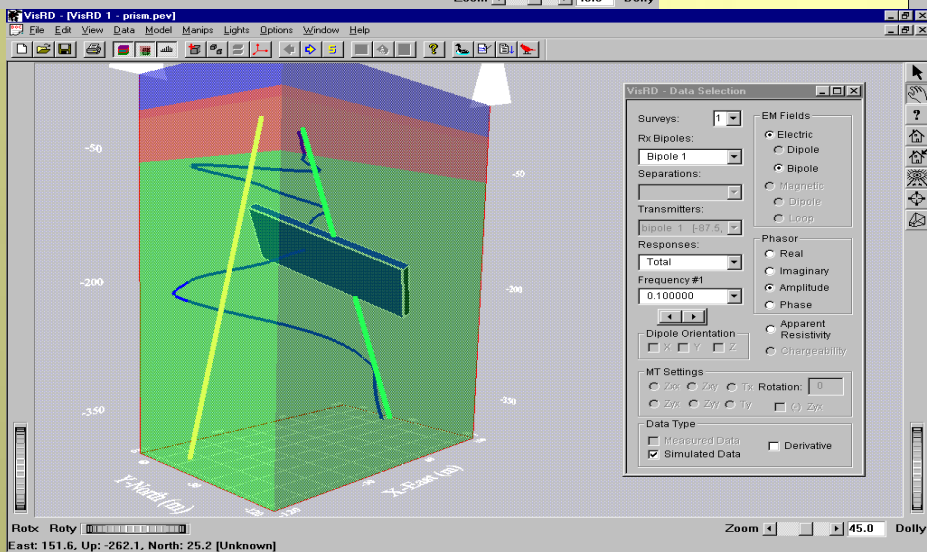 Dolly
VisRD - [VisRD 1 - prism.pev]
File Edit View Data Model Manips Lights Options Window Help
-50
-200
-350
-50
-200
-350
Y-North (m)
X-East (m)
VisRD - Data Selection
Surveys: 1
Rx Bipoles:
Bipole 1
Separations:
Transmitters:
bipole 1 [-87.5,
Responses:
Total
Frequency #1
0.100000
Dipole Orientation
X Y Z
EM Fields
Electric
Dipole
Bipole
Magnetic
Dipole
Loop
Phasor
Real
Imaginary
Amplitude
Phase
Apparent
Resistivity
Chargeability
MT Settings
Zxx Zxy Tx Rotation: 0
Zyx Zyy Ty (-) Zyx
Data Type
Measured Data
Simulated Data
Derivative
Rotx Roty
Zoom 45.0 Dolly
East: 151.6, Up: -262.1, North: 25.2 [Unknown]